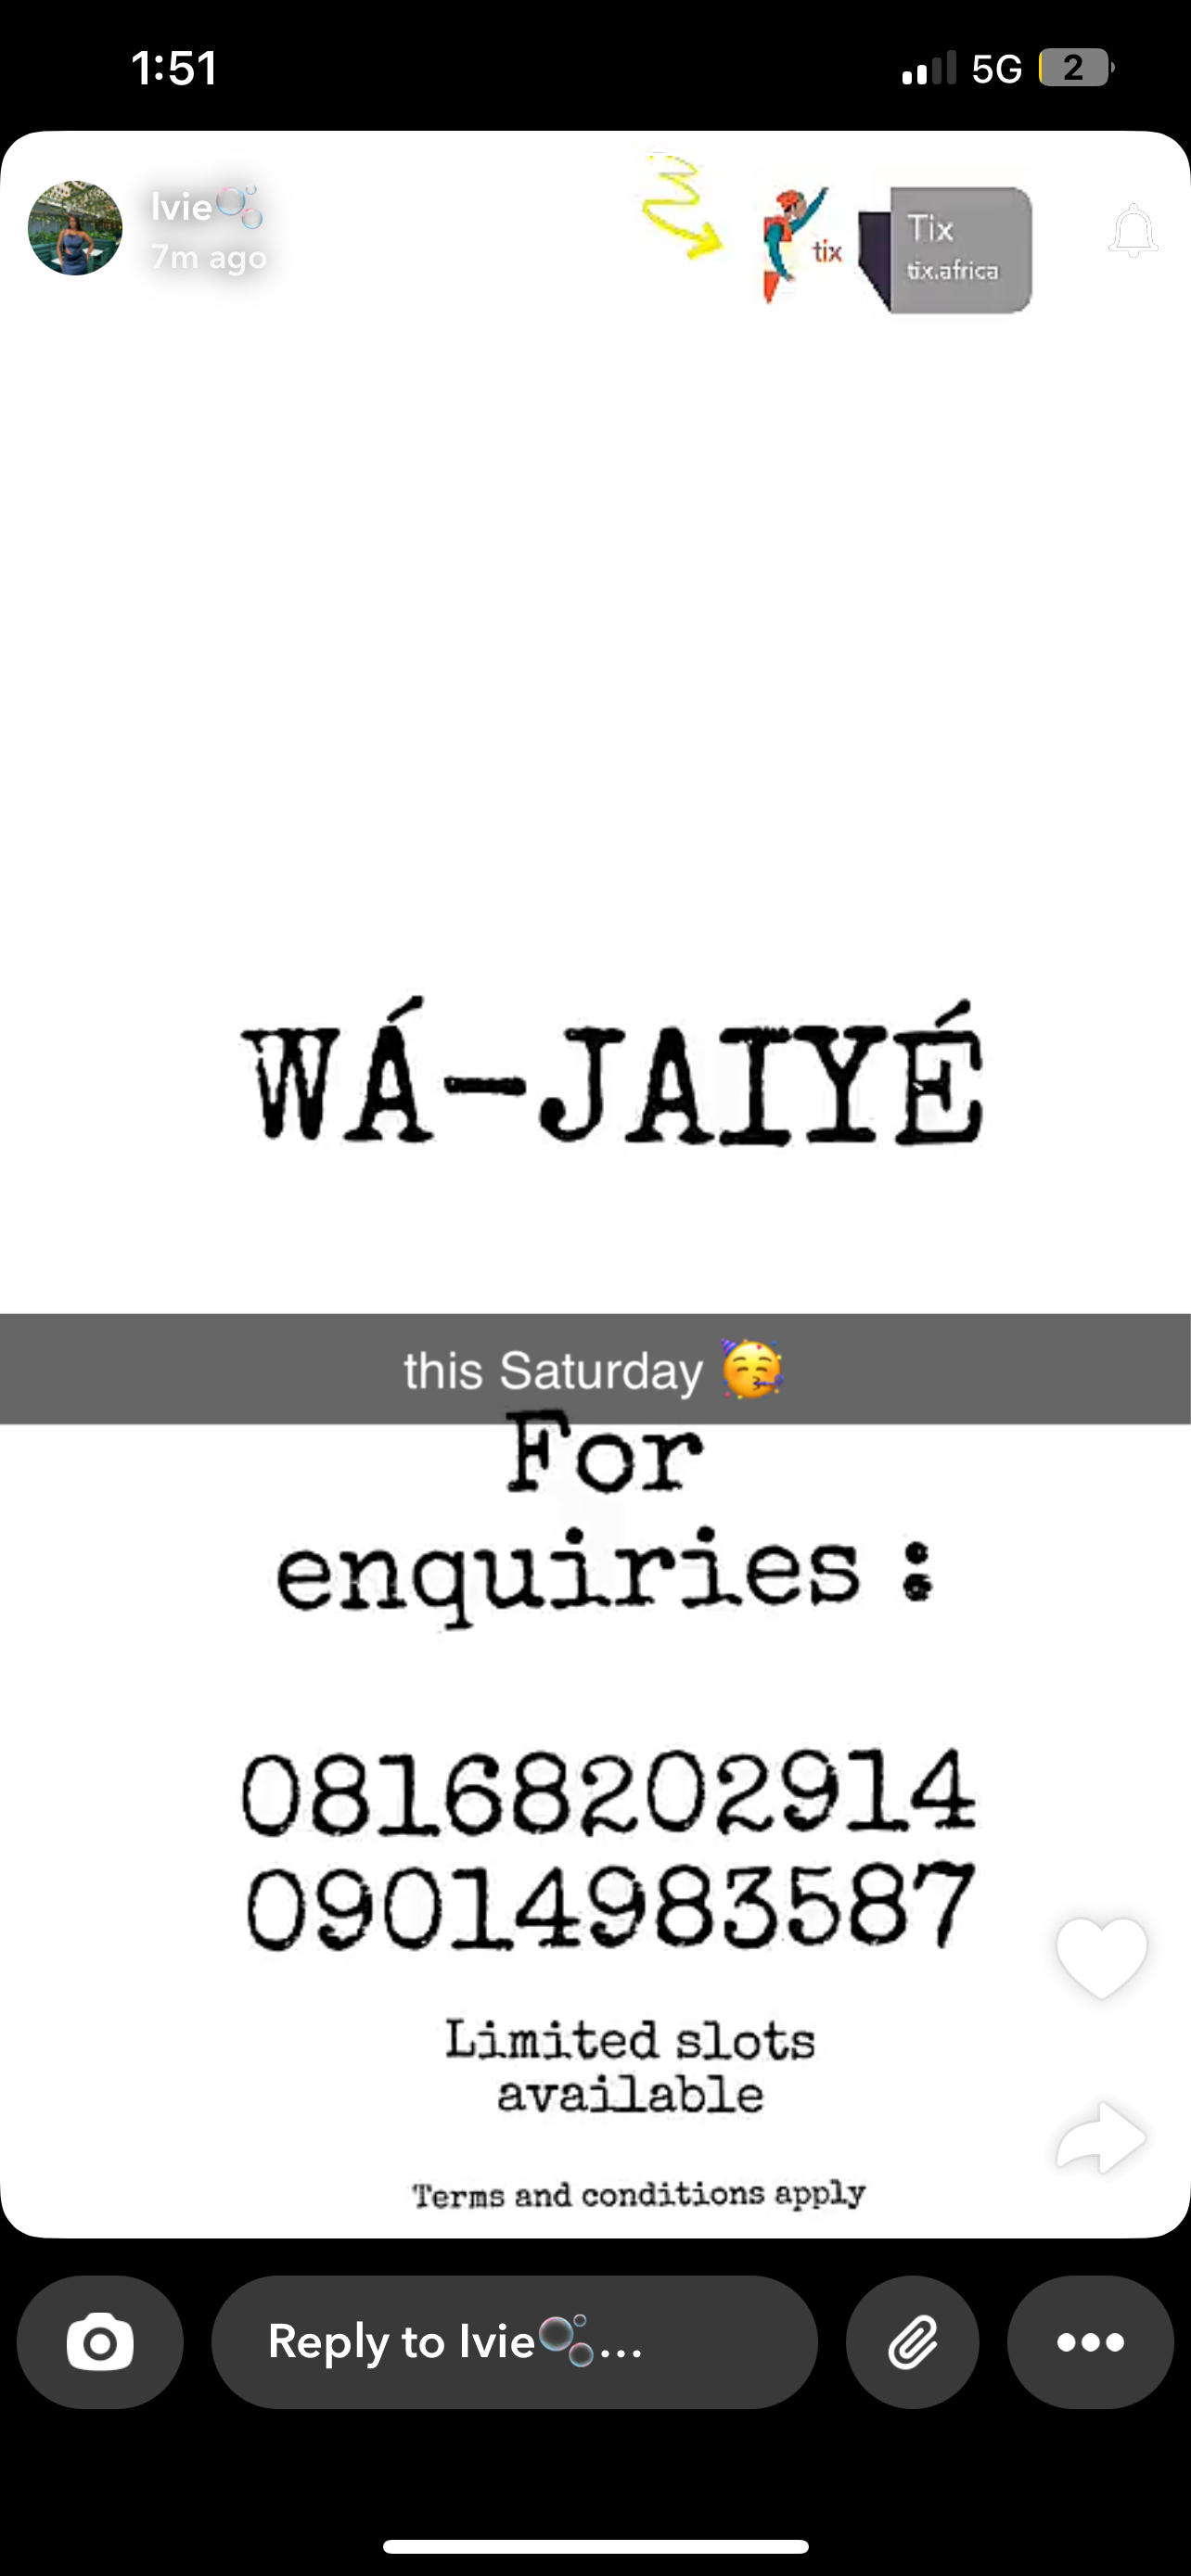 1:51
5G
2
Ivie🫧
7m ago
tix
Tix
tix.africa
WÁ-JAIYÉ
this Saturday 🥳
For
enquiries :
08168202914
09014983587
Limited slots
available
Terms and conditions apply
Reply to Ivie🫧...